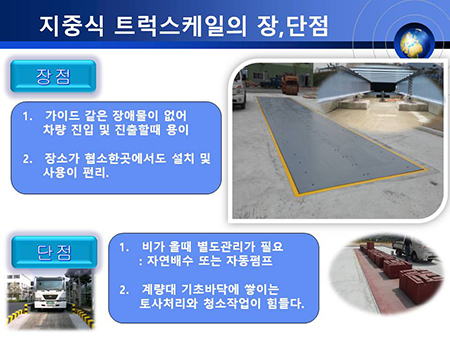 지중식 트럭스케일의 장,단점
장 점
1. 가이드 같은 장애물이 없어
차량 진입 및 진출할때 용이
2. 장소가 협소한곳에서도 설치 및
사용이 편리.
단 점
1. 비가 올때 별도관리가 필요
: 자연배수 또는 자동펌프
2. 계량대 기초바닥에 쌓이는
토사처리와 청소작업이 힘들다.